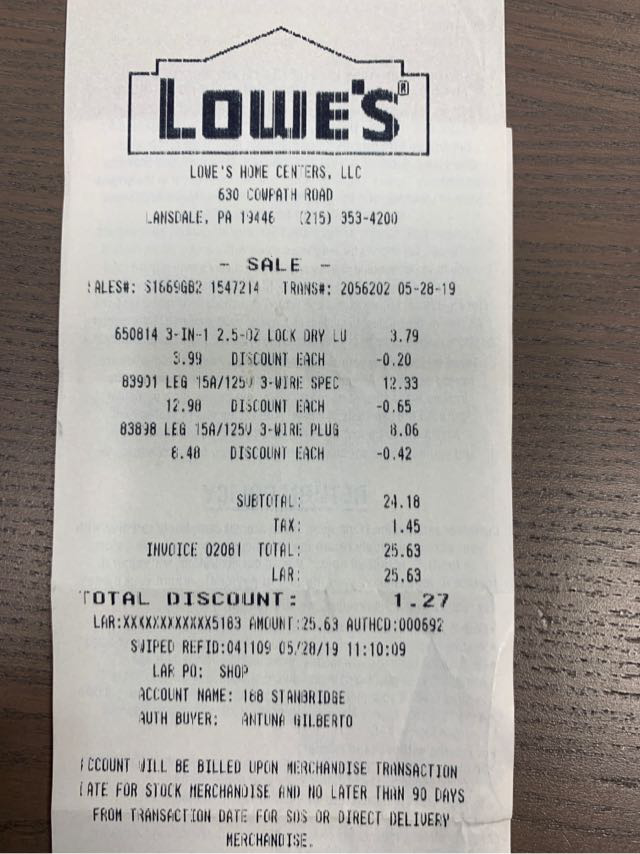 LOWE'S®
LOWE'S HOME CENTERS, LLC
630 COWPATH ROAD
LANSDALE, PA 19446 (215) 353-4200
- SALE -
SALES#: S1669GB2 1547214 TRANS#: 2056202 05-28-19
650814 3-IN-1 2.5-OZ LOCK DRY LU 3.79
3.99 DISCOUNT EACH -0.20
83901 LEG 15A/125V 3-WIRE SPEC 12.33
12.98 DISCOUNT EACH -0.65
83898 LEG 15A/125V 3-WIRE PLUG 8.06
8.48 DISCOUNT EACH -0.42
SUBTOTAL: 24.18
TAX: 1.45
INVOICE 02081 TOTAL: 25.63
LAR: 25.63
TOTAL DISCOUNT: 1.27
LAR:XXXXXXXXXXXX5183 AMOUNT:25.63 AUTHCD:000692
SWIPED REFID:041109 05/28/19 11:10:09
LAR PO: SHOP
ACCOUNT NAME: 168 STANBRIDGE
AUTH BUYER: ANTUNA GILBERTO
ACCOUNT WILL BE BILLED UPON MERCHANDISE TRANSACTION
DATE FOR STOCK MERCHANDISE AND NO LATER THAN 90 DAYS
FROM TRANSACTION DATE FOR SOS OR DIRECT DELIVERY
MERCHANDISE.